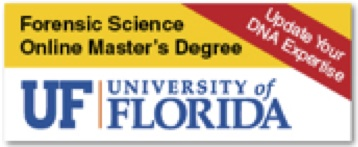 Forensic Science
Online Master's Degree
Update Your
DNA Expertise
UF UNIVERSITY of
FLORIDA